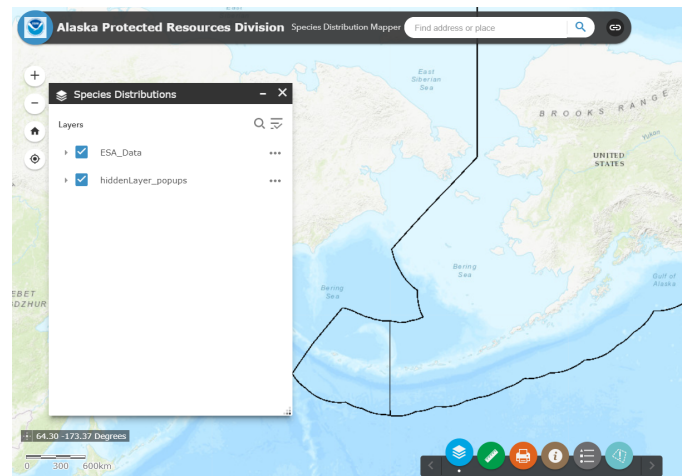 Alaska Protected Resources Division Species Distribution Mapper Find address or place
East
Siberian
Sea
Species Distributions
Layers
ESA_Data
hiddenLayer_popups
BROOKS RANGE
Yukon
UNITED
STATES
Bering
Sea
Bering
Sea
Gulf of
Alaska
EBET
DZHUR
64.30 -173.37 Degrees
0 300 600km